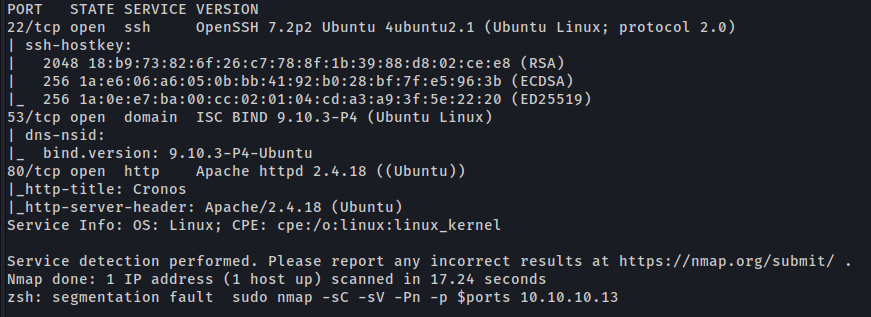 PORT   STATE SERVICE VERSION
22/tcp open  ssh     OpenSSH 7.2p2 Ubuntu 4ubuntu2.1 (Ubuntu Linux; protocol 2.0)
| ssh-hostkey:
|   2048 18:b9:73:82:6f:26:c7:78:8f:1b:39:88:d8:02:ce:e8 (RSA)
|   256 1a:e6:06:a6:05:0b:bb:41:92:b0:28:bf:7f:e5:96:3b (ECDSA)
|_  256 1a:0e:e7:ba:00:cc:02:01:04:cd:a3:a9:3f:5e:22:20 (ED25519)
53/tcp open  domain  ISC BIND 9.10.3-P4 (Ubuntu Linux)
| dns-nsid:
|_  bind.version: 9.10.3-P4-Ubuntu
80/tcp open  http    Apache httpd 2.4.18 ((Ubuntu))
|_http-title: Cronos
|_http-server-header: Apache/2.4.18 (Ubuntu)
Service Info: OS: Linux; CPE: cpe:/o:linux:linux_kernel
Service detection performed. Please report any incorrect results at https://nmap.org/submit/ .
Nmap done: 1 IP address (1 host up) scanned in 17.24 seconds
zsh: segmentation fault  sudo nmap -sC -sV -Pn -p $ports 10.10.10.13